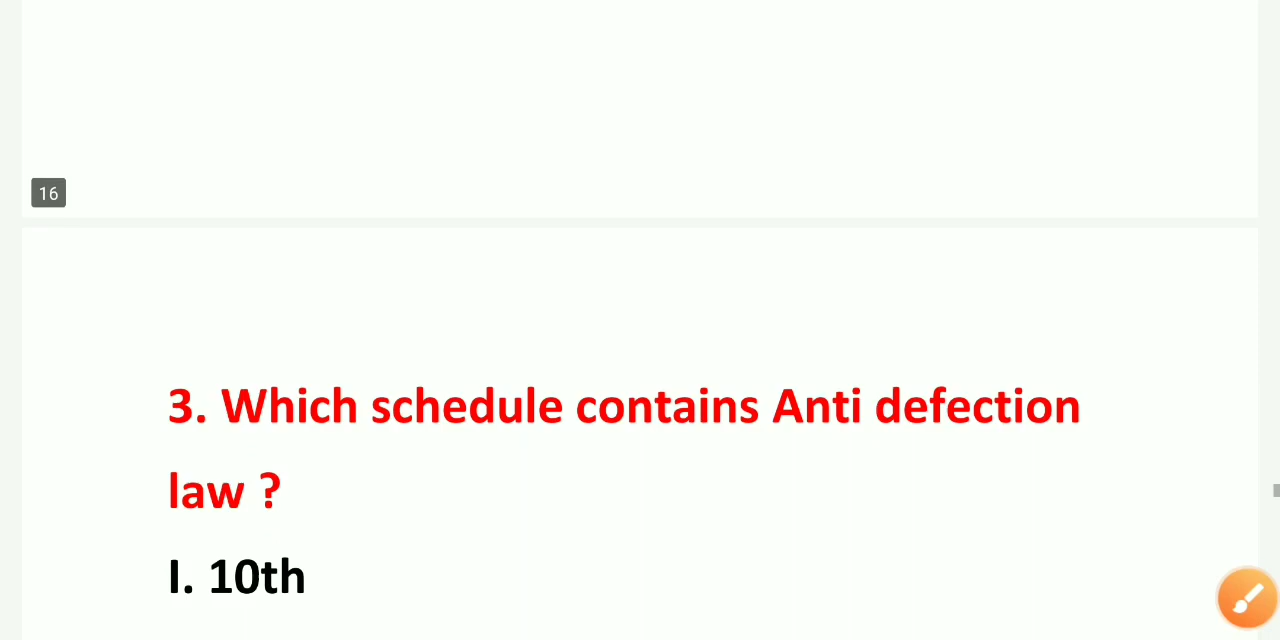 16
3. Which schedule contains Anti defection
law ?
I. 10th